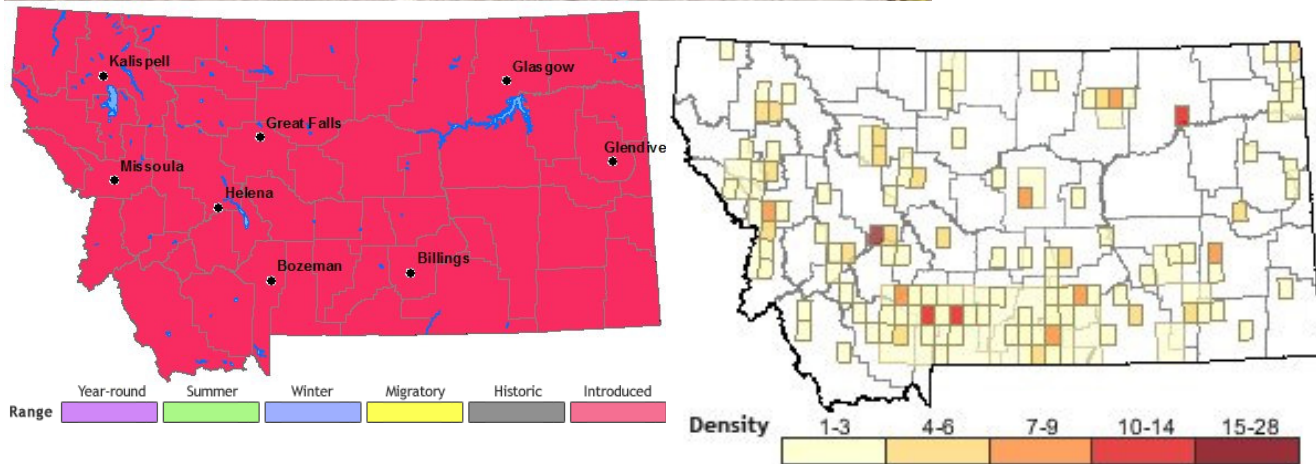 Kalispell
Glasgow
Great Falls
Glendive
Missoula
Helena
Billings
Bozeman
Year-round Summer Winter Migratory Historic Introduced
Range
Density 1-3 4-6 7-9 10-14 15-28